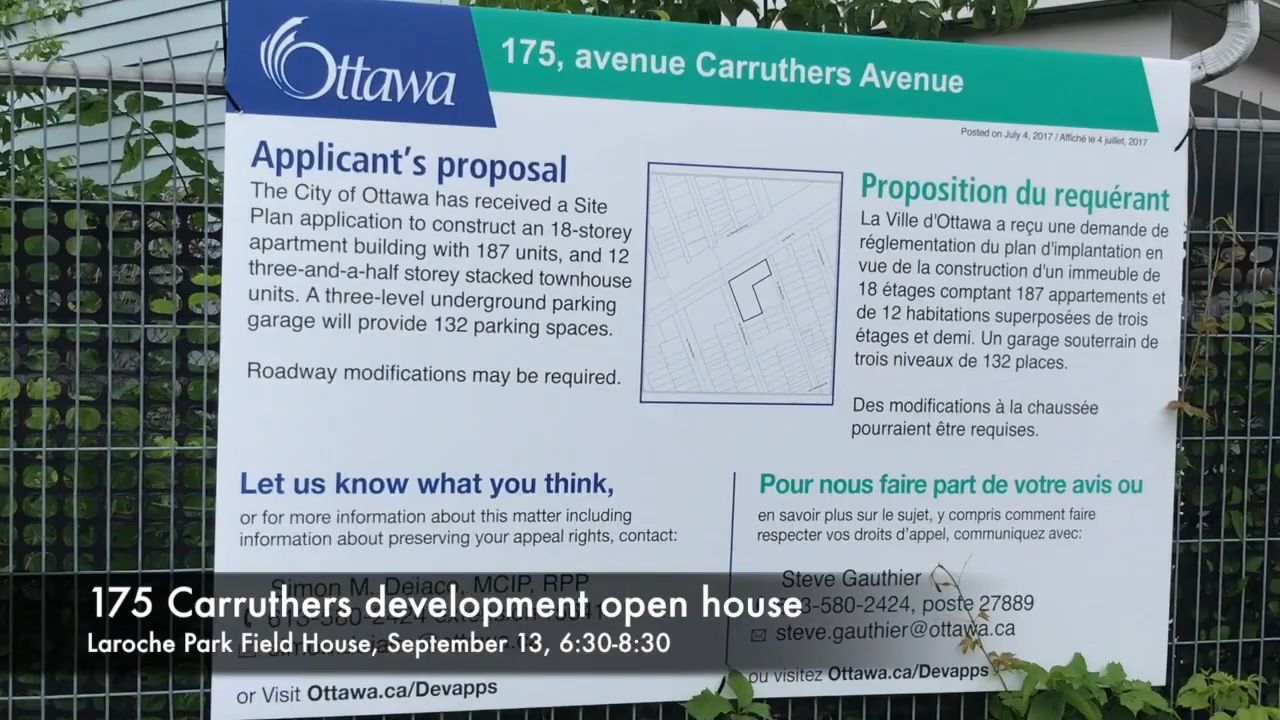 Ottawa
175, avenue Carruthers Avenue
Posted on July 4, 2017 / Affiché le 4 juillet, 2017
Applicant's proposal
The City of Ottawa has received a Site
Plan application to construct an 18-storey
apartment building with 187 units, and 12
three-and-a-half storey stacked townhouse
units. A three-level underground parking
garage will provide 132 parking spaces.
Roadway modifications may be required.
Proposition du requérant
La Ville d'Ottawa a reçu une demande de
réglementation du plan d'implantation en
vue de la construction d'un immeuble de
18 étages comptant 187 appartements et
de 12 habitations superposées de trois
étages et demi. Un garage souterrain de
trois niveaux de 132 places.
Des modifications à la chaussée
pourraient être requises.
Let us know what you think,
or for more information about this matter including
information about preserving your appeal rights, contact:
Simon M. Deiaco, MCIP, RPP
613-580-2424
or Visit Ottawa.ca/Devapps
Pour nous faire part de votre avis ou
en savoir plus sur le sujet, y compris comment faire
respecter vos droits d'appel, communiquez avec:
Steve Gauthier
613-580-2424, poste 27889
steve.gauthier@ottawa.ca
ou visitez Ottawa.ca/Devapps
175 Carruthers development open house
Laroche Park Field House, September 13, 6:30-8:30